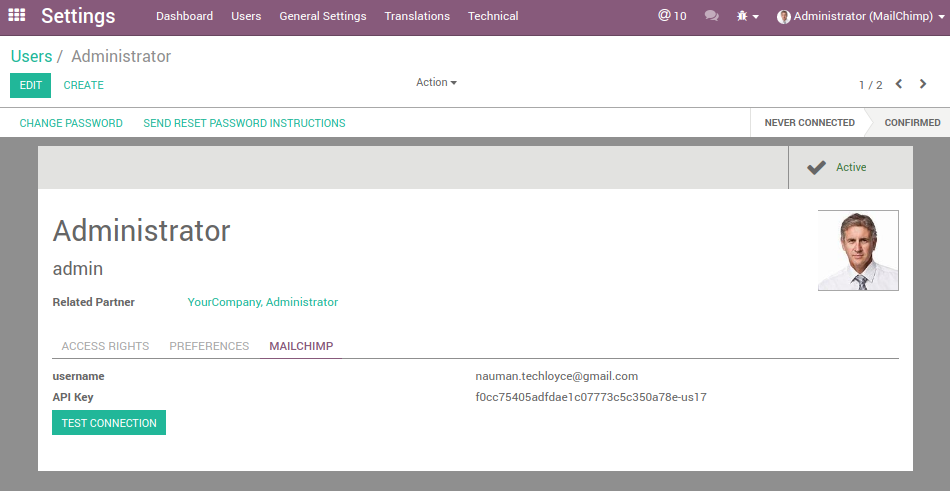 Settings Dashboard Users General Settings Translations Technical @ 10 Administrator (MailChimp)
Users / Administrator
EDIT CREATE Action 1 / 2
CHANGE PASSWORD SEND RESET PASSWORD INSTRUCTIONS NEVER CONNECTED CONFIRMED
Active
Administrator
admin
Related Partner YourCompany, Administrator
ACCESS RIGHTS PREFERENCES MAILCHIMP
username nauman.techloyce@gmail.com
API Key f0cc75405adfdae1c07773c5c350a78e-us17
TEST CONNECTION